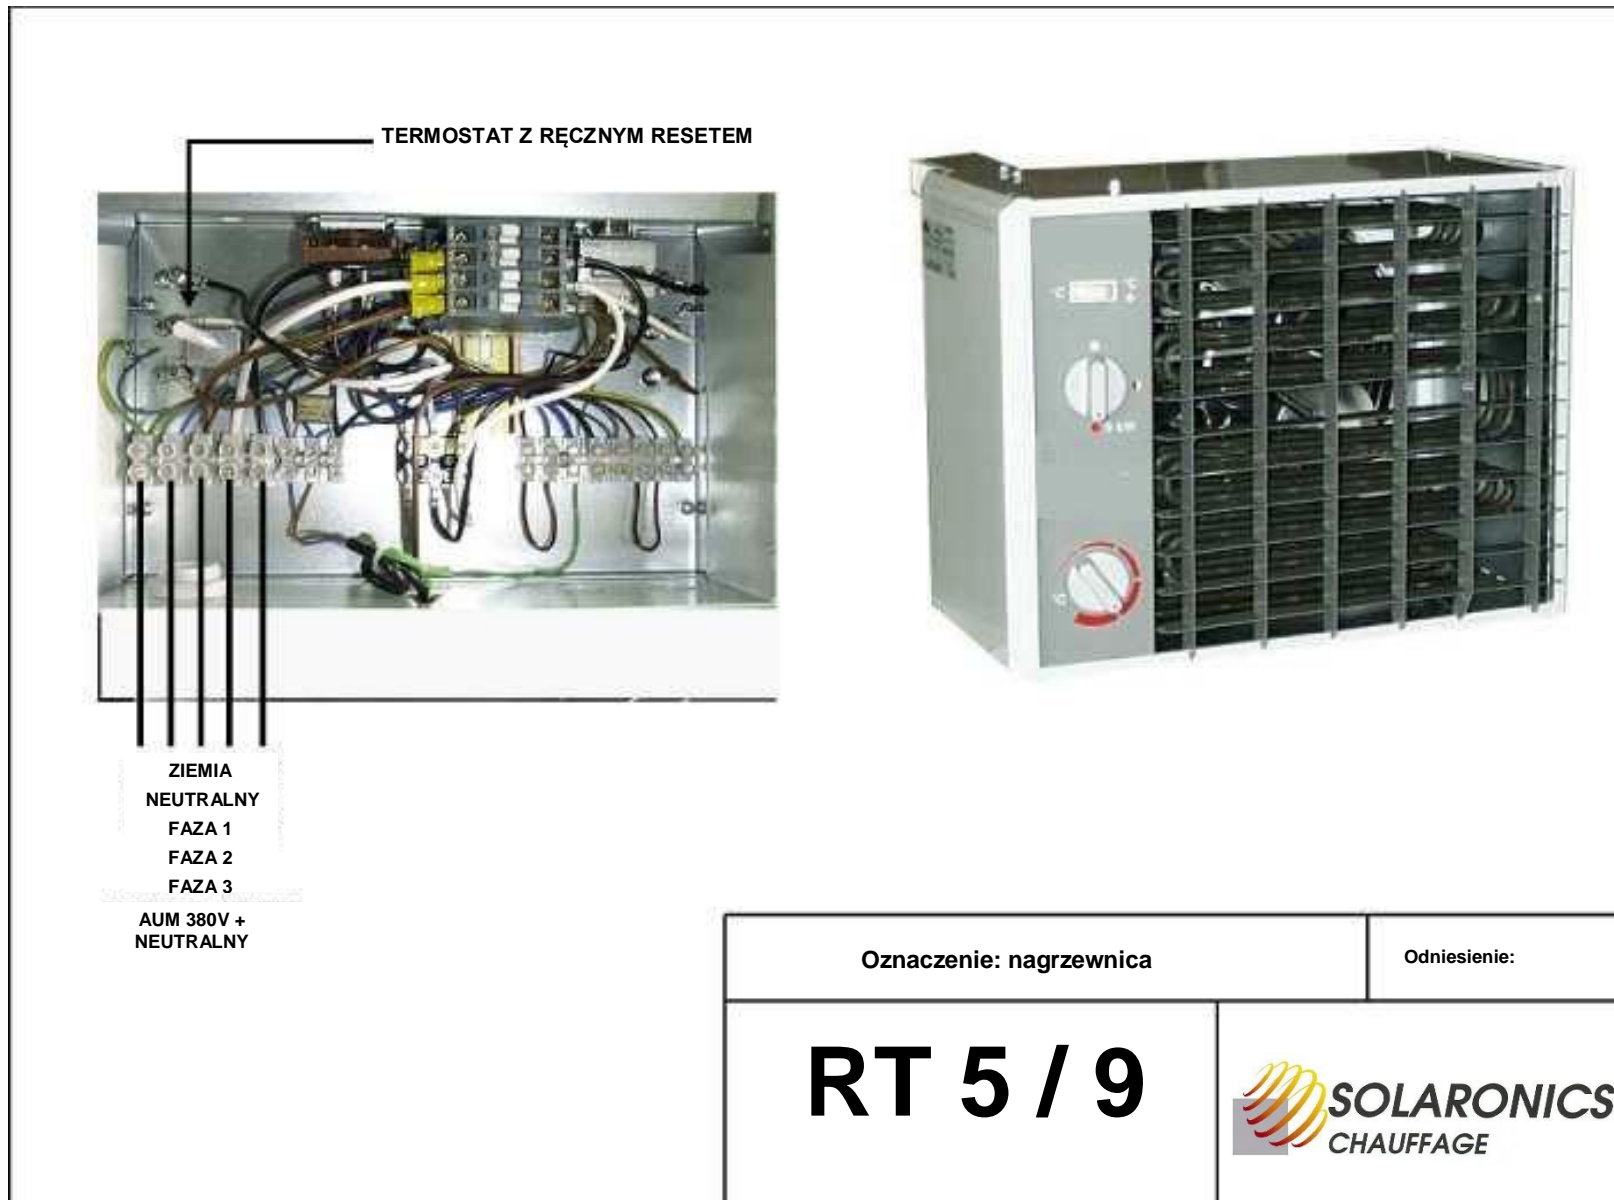 TERMOSTAT Z RĘCZNYM RESETEM
ZIEMIA
NEUTRALNY
FAZA 1
FAZA 2
FAZA 3
AUM 380V +
NEUTRALNY
Oznaczenie: nagrzewnica
Odniesienie:
RT 5 / 9
SOLARONICS
CHAUFFAGE